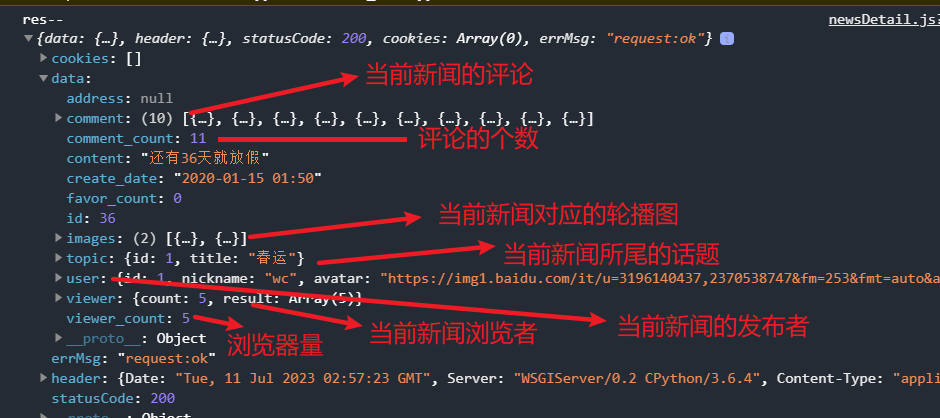 res--
newsDetail.js?
{data: {…}, header: {…}, statusCode: 200, cookies: Array(0), errMsg: "request:ok"}
cookies: []
当前新闻的评论
data:
address: null
comment: (10) [{…}, {…}, {…}, {…}, {…}, {…}, {…}, {…}, {…}, {…}]
comment_count: 11
评论的个数
content: "还有36天就放假"
create_date: "2020-01-15 01:50"
favor_count: 0
id: 36
当前新闻对应的轮播图
images: (2) [{…}, {…}]
当前新闻所尾的话题
topic: {id: 1, title: "春运"}
user: {id: 1, nickname: "wc", avatar: "https://img1.baidu.com/it/u=3196140437,2370538747&fm=253&fmt=auto&a
viewer: {count: 5, result: Array(5)}
viewer_count: 5
当前新闻的发布者
当前新闻浏览者
浏览器量
__proto__: Object
errMsg: "request:ok"
header: {Date: "Tue, 11 Jul 2023 02:57:23 GMT", Server: "WSGIServer/0.2 CPython/3.6.4", Content-Type: "appli
statusCode: 200
__proto__: Object